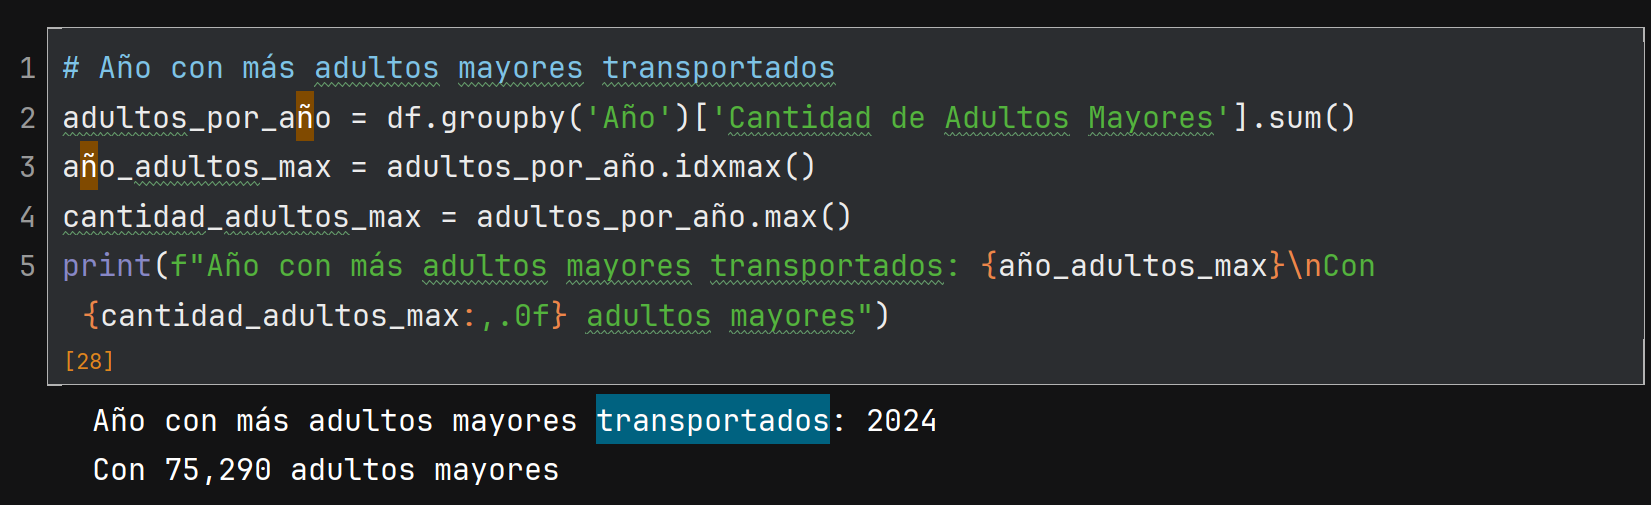 1 # Año con más adultos mayores transportados
2 adultos_por_año = df.groupby('Año')['Cantidad de Adultos Mayores'].sum()
3 año_adultos_max = adultos_por_año.idxmax()
4 cantidad_adultos_max = adultos_por_año.max()
5 print(f"Año con más adultos mayores transportados: {año_adultos_max}\nCon
{cantidad_adultos_max:,.0f} adultos mayores")
[28]
Año con más adultos mayores transportados: 2024
Con 75,290 adultos mayores